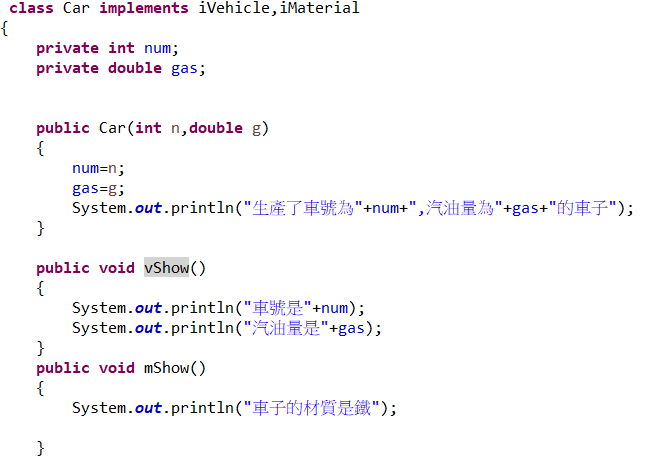 class Car implements iVehicle,iMaterial
{
private int num;
private double gas;
public Car(int n,double g)
{
num=n;
gas=g;
System.out.println("生產了車號為"+num+",汽油量為"+gas+"的車子");
}
public void vShow()
{
System.out.println("車號是"+num);
System.out.println("汽油量是"+gas);
}
public void mShow()
{
System.out.println("車子的材質是鐵");
}